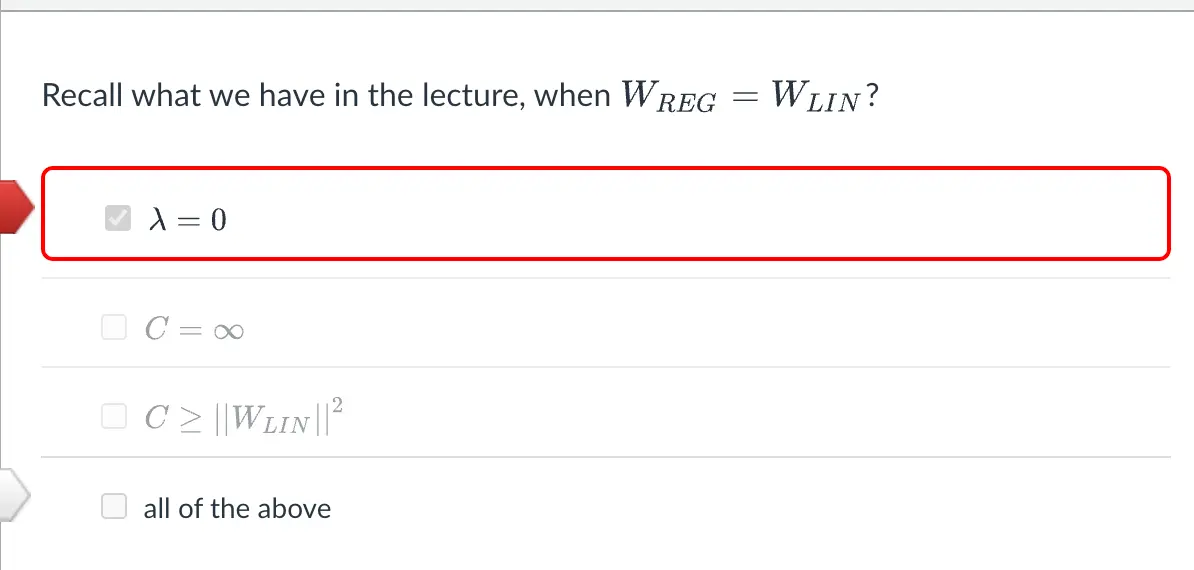 Recall what we have in the lecture, when $W_{REG} = W_{LIN}$?
$\lambda = 0$
$C = \infty$
$C \geq ||W_{LIN}||^2$
all of the above